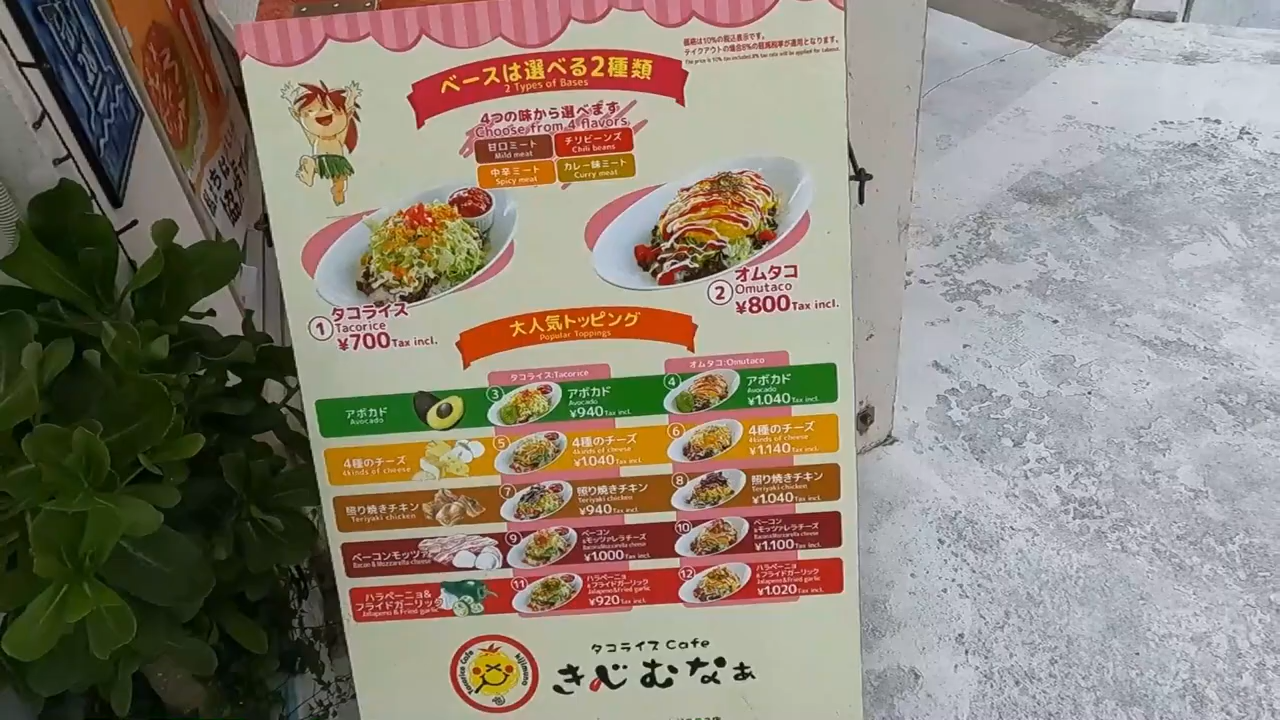 価格は10%の税込表示です。
テイクアウトの場合8%の軽減税率が適用となります。
The price is 10% tax included.8% tax rate will be applied for takeout.
ベースは選べる2種類
2 Types of Bases
4つの味から選べます
Choose from 4 flavors
甘口ミート
Mild meat
チリビーンズ
Chili beans
中辛ミート
Spicy meat
カレー味ミート
Curry meat
① タコライス
Tacorice
¥700 Tax incl.
② オムタコ
Omutaco
¥800 Tax incl.
大人気トッピング
Popular Toppings
タコライス:Tacorice
オムタコ:Omutaco
アボカド
Avocado
③ アボカド
Avocado
¥940 Tax incl.
④ アボカド
Avocado
¥1.040 Tax incl.
4種のチーズ
4kinds of cheese
⑤ 4種のチーズ
4kinds of cheese
¥1.040 Tax incl.
⑥ 4種のチーズ
4kinds of cheese
¥1.140 Tax incl.
照り焼きチキン
Teriyaki chicken
⑦ 照り焼きチキン
Teriyaki chicken
¥940 Tax incl.
⑧ 照り焼きチキン
Teriyaki chicken
¥1.040 Tax incl.
ベーコンモッツァ
Bacon & Mozzarella cheese
⑨ ベーコン
&モッツァレラチーズ
Bacon&Mozzarella cheese
¥1.000 Tax incl.
⑩ ベーコン
&モッツァレラチーズ
Bacon&Mozzarella cheese
¥1.100 Tax incl.
ハラペーニョ&
フライドガーリック
Jalapeno & Fried garlic
⑪ ハラペーニョ
&フライドガーリック
Jalapeno&Fried garlic
¥920 Tax incl.
⑫ ハラペーニョ
&フライドガーリック
Jalapeno&Fried garlic
¥1.020 Tax incl.
Tacorice Cafe
kijimuna
タコライス Cafe
きじむなぁ